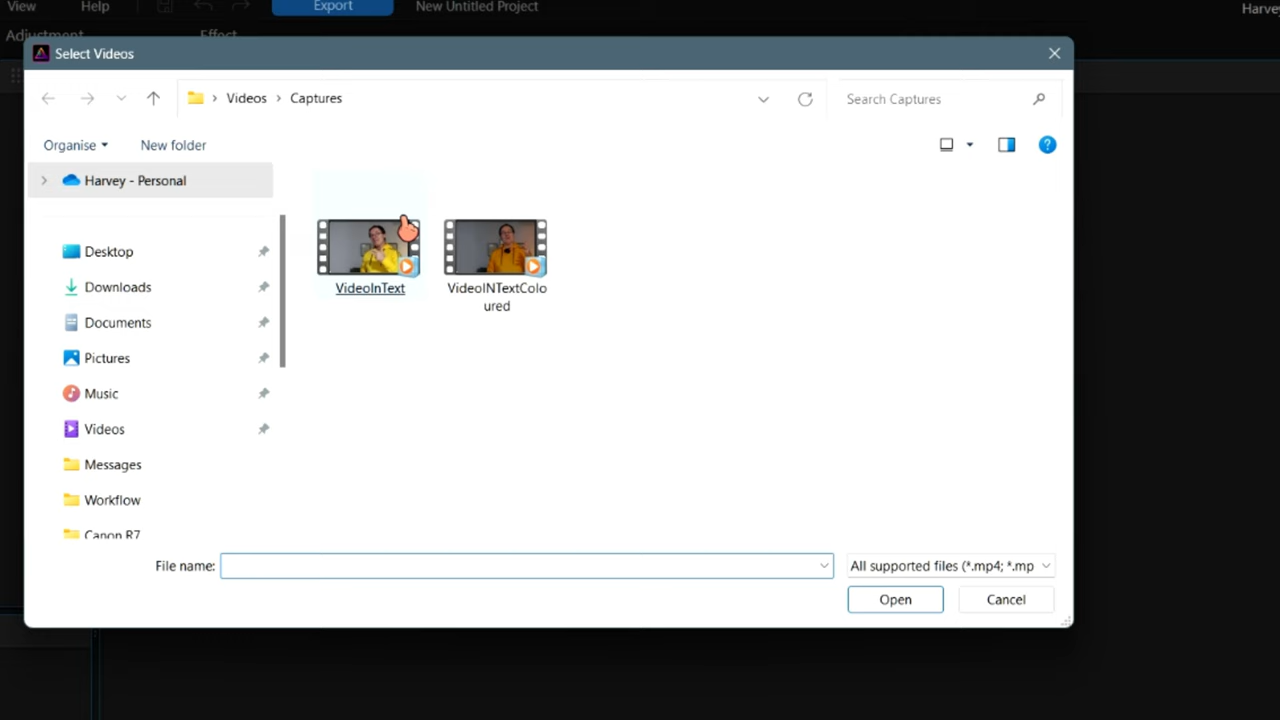 View Help Export New Untitled Project Harvey
Adjustment Effect
Select Videos
Videos > Captures Search Captures
Organise New folder
Harvey - Personal
Desktop
Downloads
Documents
Pictures
Music
Videos
Messages
Workflow
Canon R7
VideoInText
VideoINTextColo
ured
File name: All supported files (*.mp4; *.mp
Open Cancel